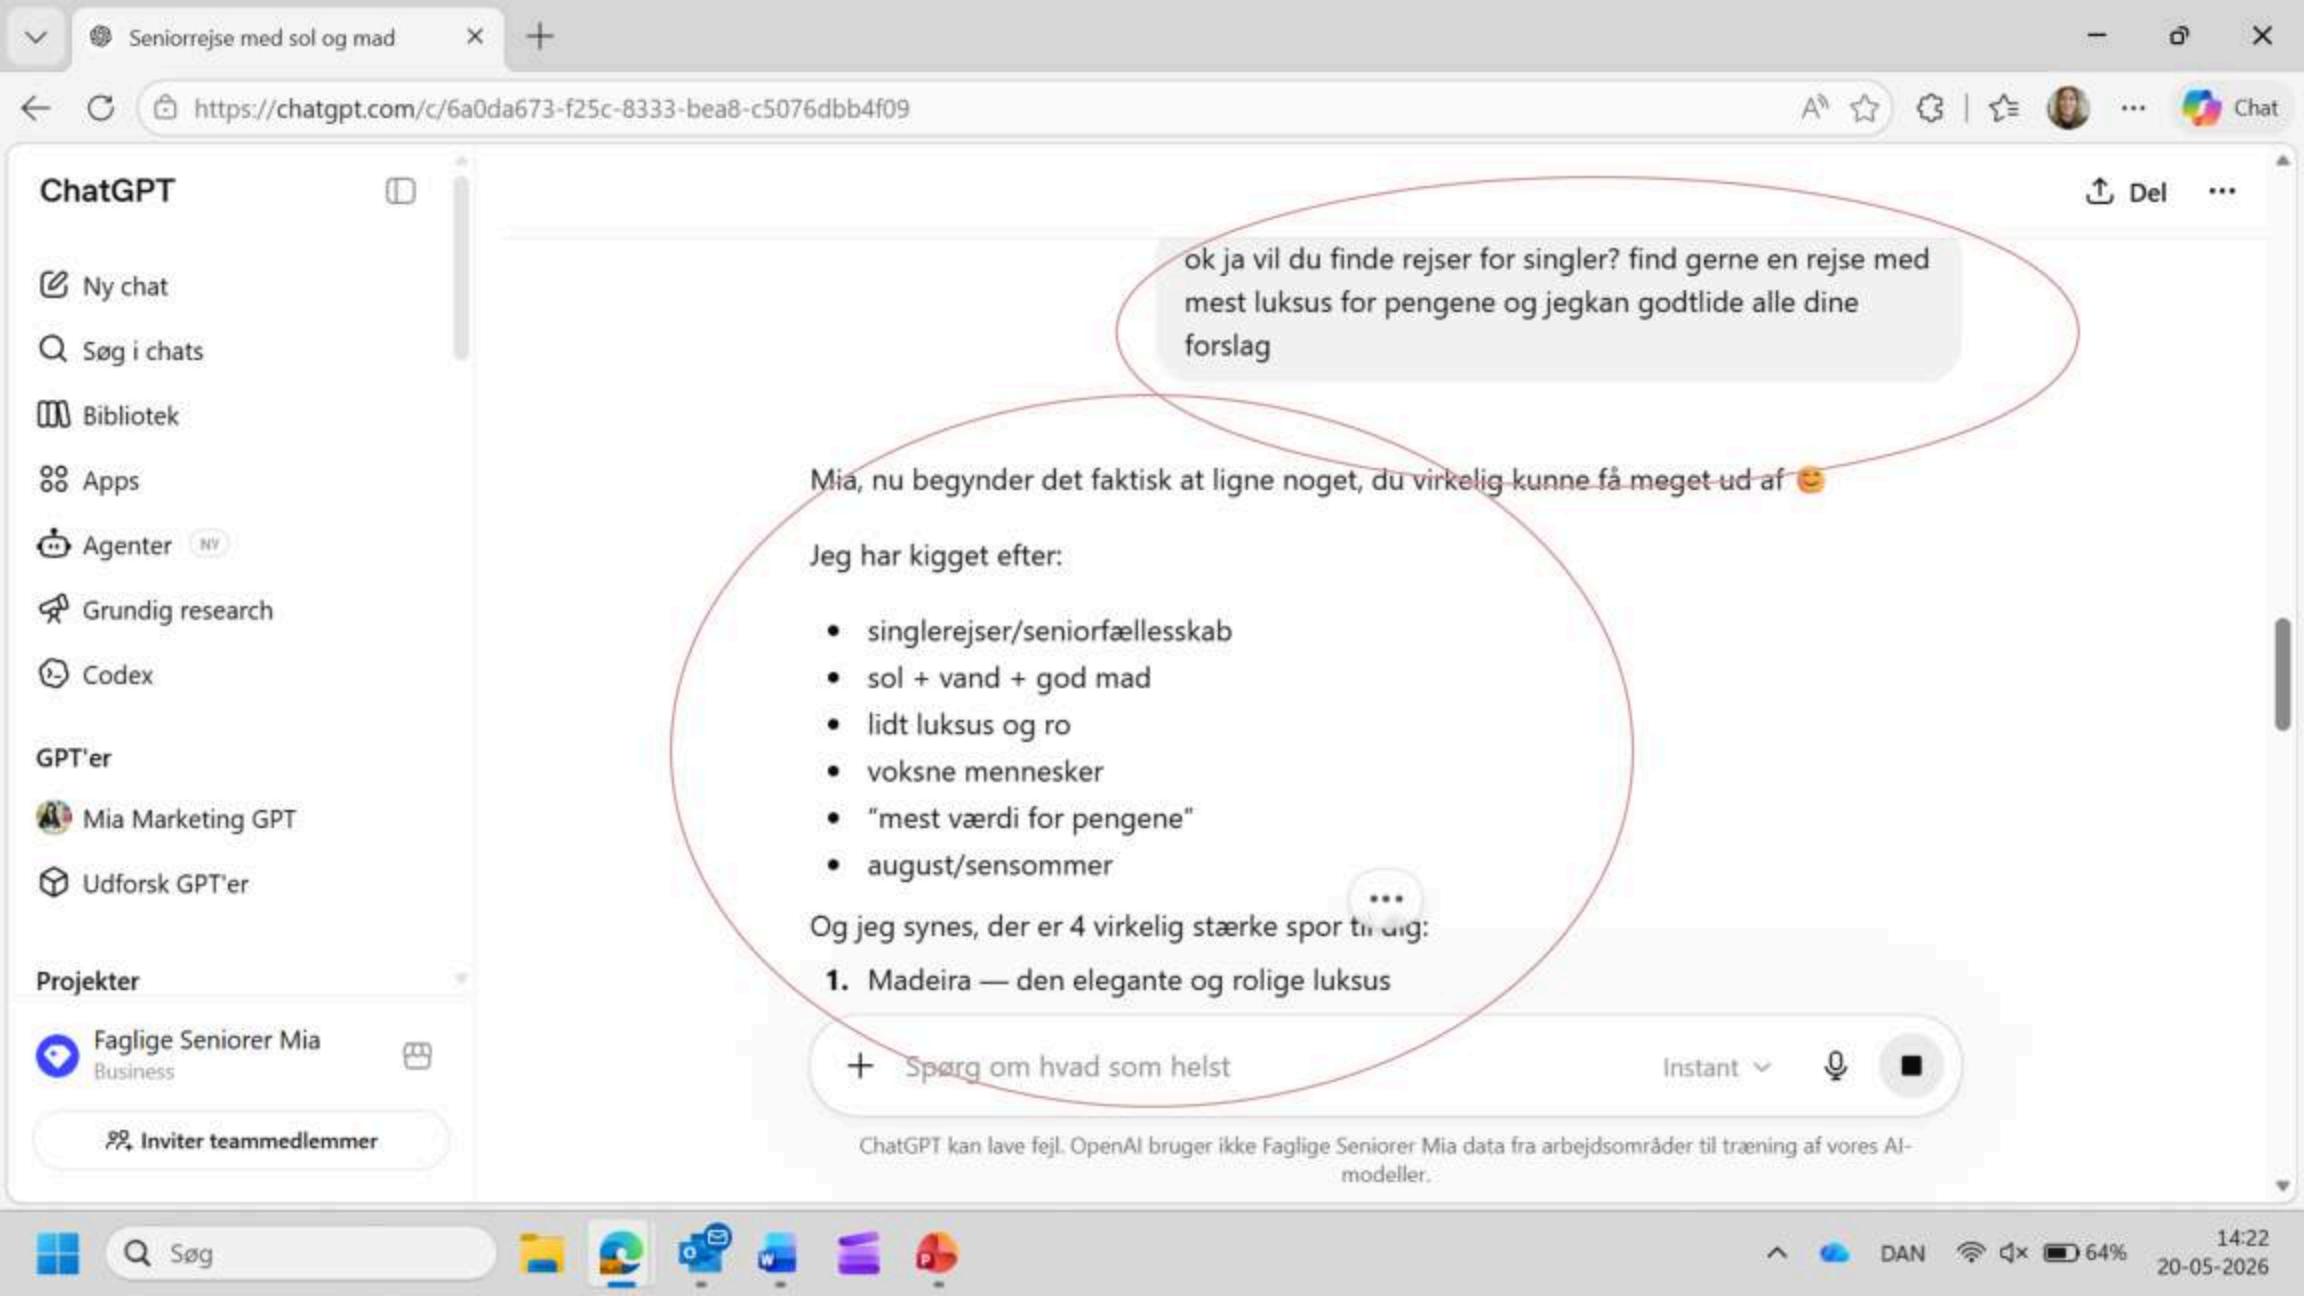 Seniorrejse med sol og mad
https://chatgpt.com/c/6a0da673-f25c-8333-bea8-c5076dbb4f09
Chat
ChatGPT
Del
Ny chat
Søg i chats
Bibliotek
Apps
Agenter NY
Grundig research
Codex
GPT'er
Mia Marketing GPT
Udforsk GPT'er
Projekter
Faglige Seniorer Mia
Business
Inviter teammedlemmer
ok ja vil du finde rejser for singler? find gerne en rejse med
mest luksus for pengene og jegkan godtlide alle dine
forslag
Mia, nu begynder det faktisk at ligne noget, du virkelig kunne få meget ud af 😊
Jeg har kigget efter:
• singlerejser/seniorfællesskab
• sol + vand + god mad
• lidt luksus og ro
• voksne mennesker
• "mest værdi for pengene"
• august/sensommer
Og jeg synes, der er 4 virkelig stærke spor til dig:
1. Madeira — den elegante og rolige luksus
Spørg om hvad som helst
Instant
ChatGPT kan lave fejl. OpenAI bruger ikke Faglige Seniorer Mia data fra arbejdsområder til træning af vores AI-
modeller.
Søg
DAN
64%
14:22
20-05-2026